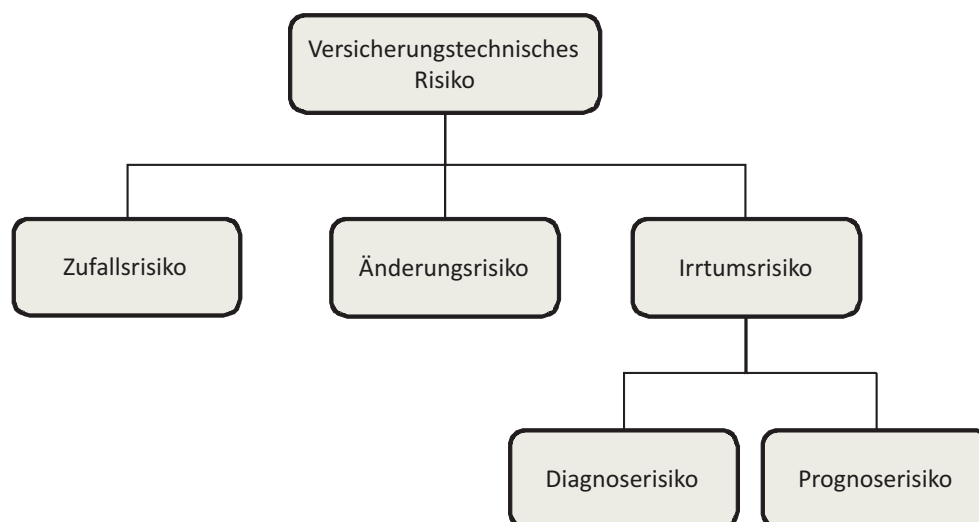 Versicherungstechnisches
Risiko
Zufallsrisiko
Änderungsrisiko
Irrtumsrisiko
Diagnoserisiko
Prognoserisiko